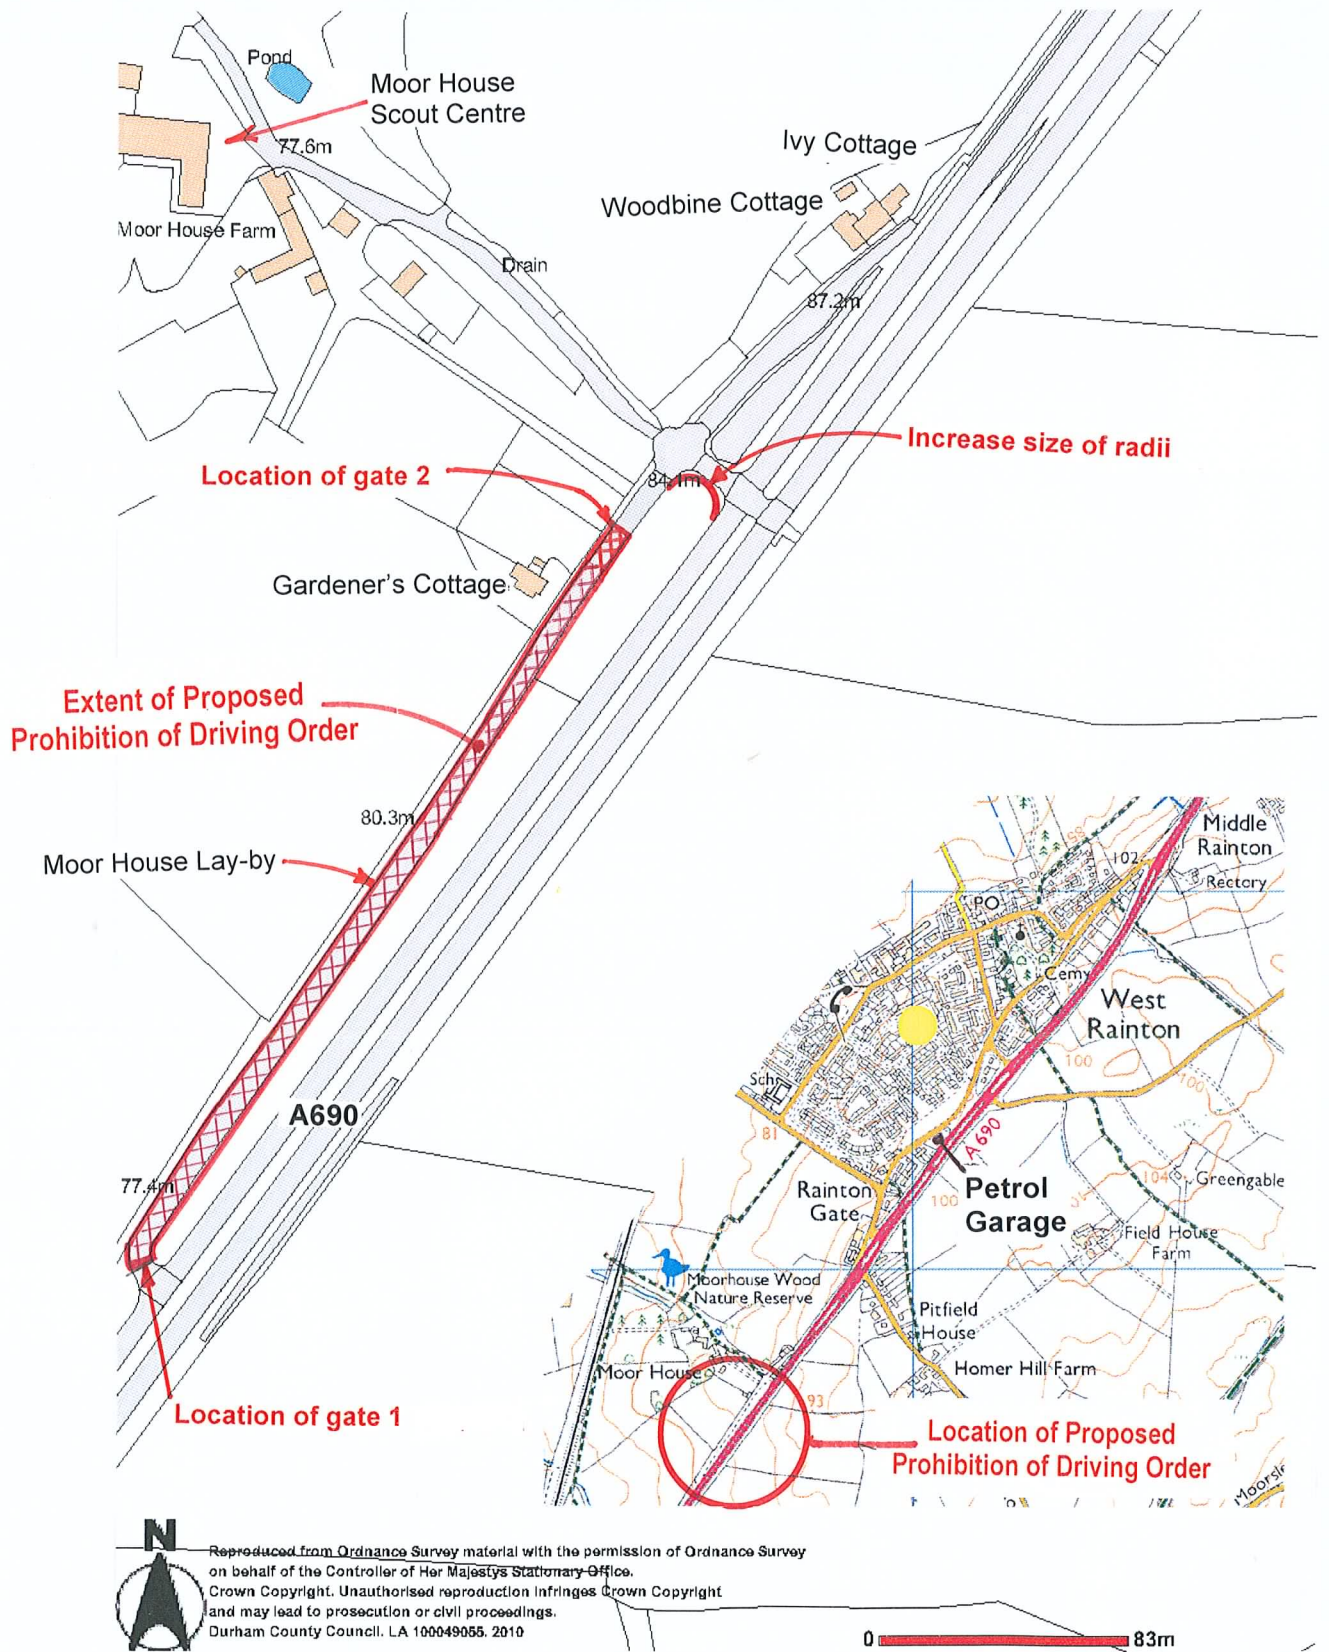 Pond
Moor House
Scout Centre
77.6m
Ivy Cottage
Woodbine Cottage
Moor House Farm
Drain
87.2m
Increase size of radii
Location of gate 2
84.1m
Gardener's Cottage
Extent of Proposed
Prohibition of Driving Order
80.3m
Moor House Lay-by
A690
77.4m
Location of gate 1
Middle
Rainton
102
88
Rectory
PO
Cemy
West
Rainton
100
100
Sch
81
A 690
Petrol
Garage
100
104
Greengable
Rainton
Gate
Field House
Farm
Moorhouse Wood
Nature Reserve
Pitfield
House
Moor House
Homer Hill Farm
93
Location of Proposed
Prohibition of Driving Order
N
Reproduced from Ordnance Survey material with the permission of Ordnance Survey
on behalf of the Controller of Her Majestys Stationary Office.
Crown Copyright. Unauthorised reproduction infringes Crown Copyright
and may lead to prosecution or civil proceedings.
Durham County Council. LA 100049055. 2010
0 83m